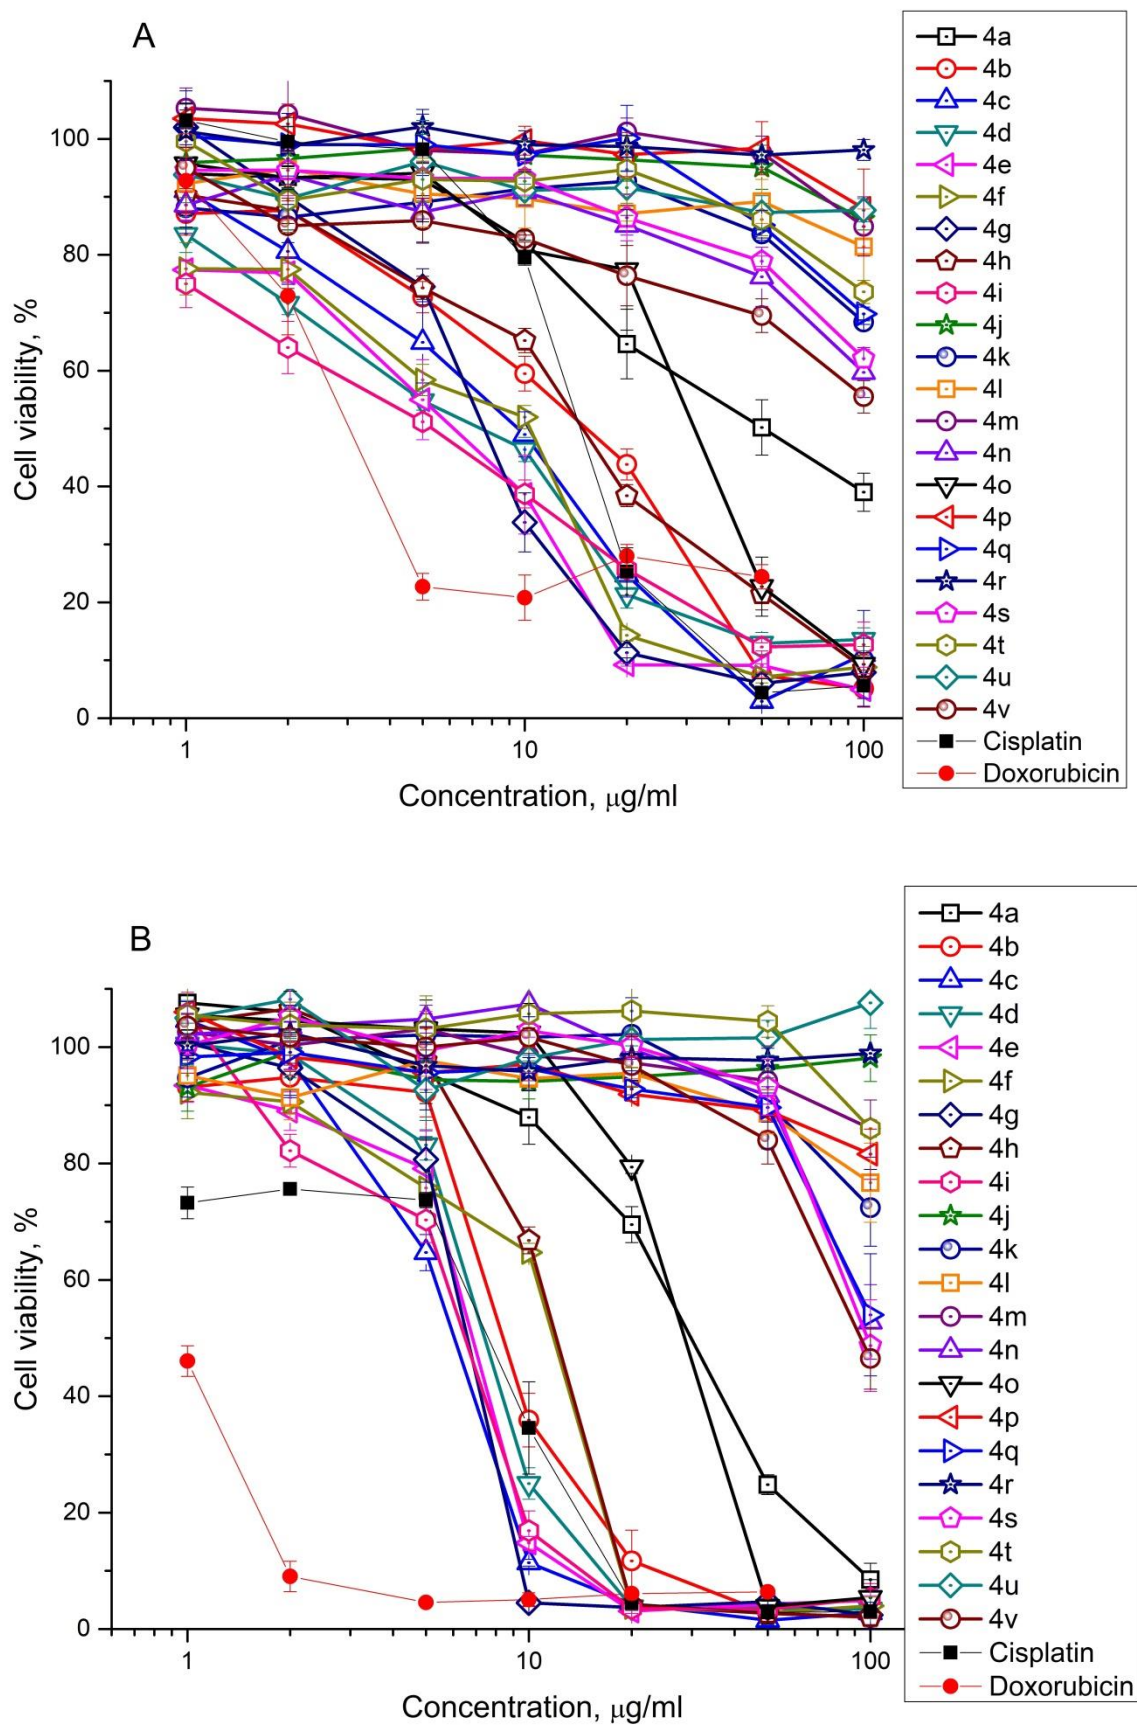 A
100
80
60
40
20
0
1
10
100
Cell viability, %
Concentration, μg/ml
4a
4b
4c
4d
4e
4f
4g
4h
4i
4j
4k
4l
4m
4n
4o
4p
4q
4r
4s
4t
4u
4v
Cisplatin
Doxorubicin
B
100
80
60
40
20
0
1
10
100
Cell viability, %
Concentration, μg/ml
4a
4b
4c
4d
4e
4f
4g
4h
4i
4j
4k
4l
4m
4n
4o
4p
4q
4r
4s
4t
4u
4v
Cisplatin
Doxorubicin